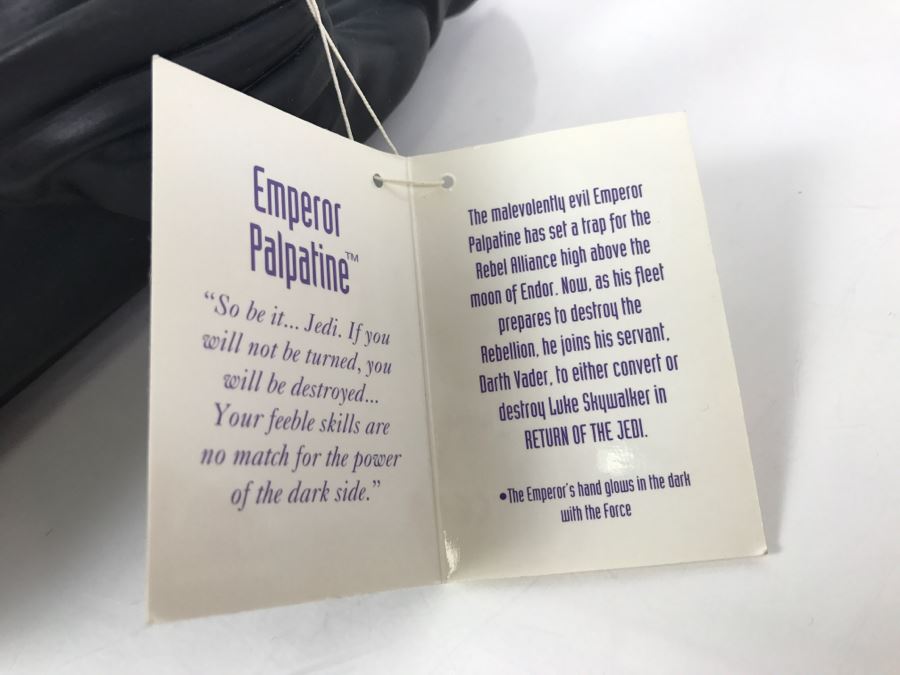 Emperor
Palpatine™
“So be it... Jedi. If you
will not be turned, you
will be destroyed...
Your feeble skills are
no match for the power
of the dark side.”
The malevolently evil Emperor
Palpatine has set a trap for the
Rebel Alliance high above the
moon of Endor. Now, as his fleet
prepares to destroy the
Rebellion, he joins his servant,
Darth Vader, to either convert or
destroy Luke Skywalker in
RETURN OF THE JEDI.
•The Emperor's hand glows in the dark
with the Force